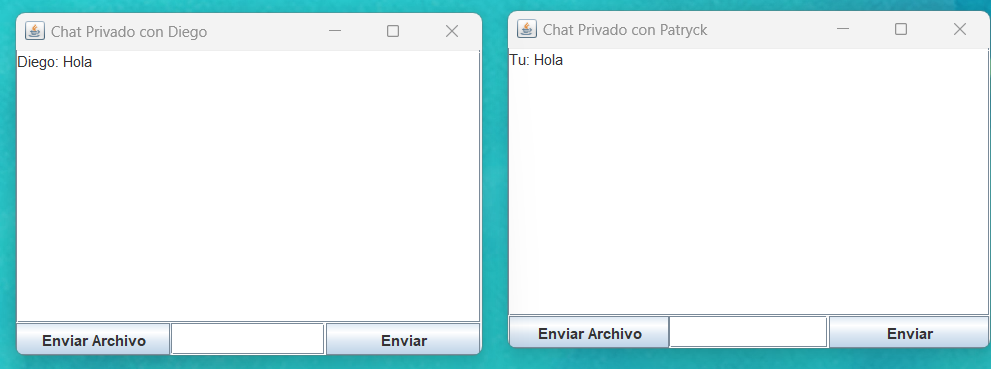 Chat Privado con Diego
Diego: Hola
Enviar Archivo
Enviar
Chat Privado con Patryck
Tu: Hola
Enviar Archivo
Enviar